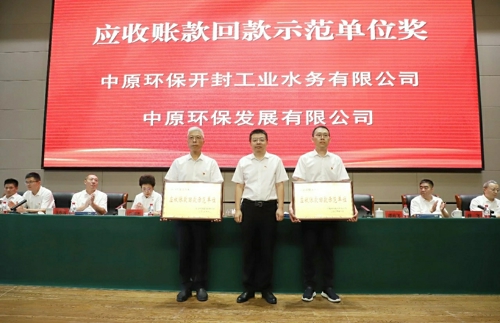 应收账款回款示范单位奖
中原环保开封工业水务有限公司
中原环保发展有限公司